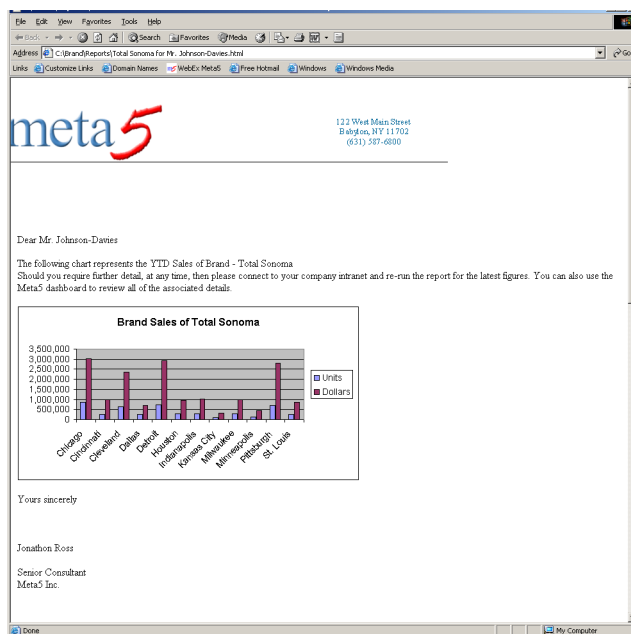 File Edit View Favorites Tools Help
Back Search Favorites Media
Address C:\Brand\Reports\Total Sonoma for Mr. Johnson-Davies.html Go
Links Customize Links Domain Names WebEx Meta5 Free Hotmail Windows Windows Media
meta5
122 West Main Street
Babylon, NY 11702
(631) 587-6800
Dear Mr. Johnson-Davies
The following chart represents the YTD Sales of Brand - Total Sonoma
Should you require further detail, at any time, then please connect to your company intranet and re-run the report for the latest figures. You can also use the
Meta5 dashboard to review all of the associated details.
Brand Sales of Total Sonoma
3,500,000
3,000,000
2,500,000
2,000,000
1,500,000
1,000,000
500,000
0
Units
Dollars
Chicago
Cincinnati
Cleveland
Dallas
Detroit
Houston
Indianapolis
Kansas City
Milwaukee
Minneapolis
Pittsburgh
St. Louis
Yours sincerely
Jonathon Ross
Senior Consultant
Meta5 Inc.
Done My Computer